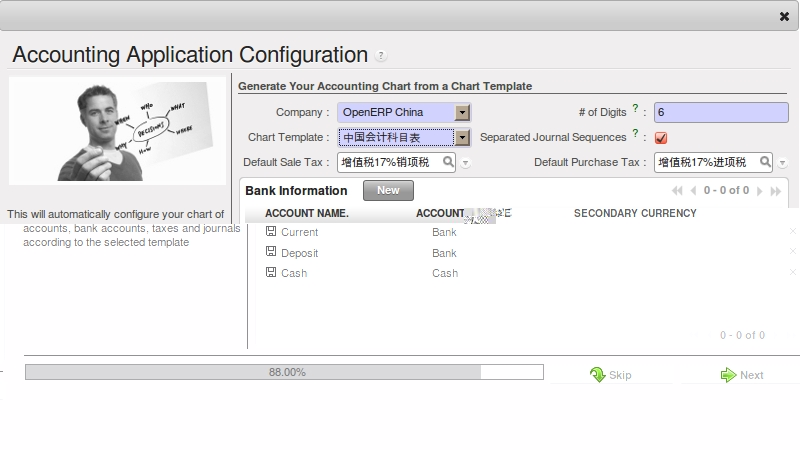 Accounting Application Configuration ?
Generate Your Accounting Chart from a Chart Template
Company : OpenERP China # of Digits ? : 6
Chart Template : 中国会计科目表 Separated Journal Sequences ? :
Default Sale Tax : 增值税17%销项税 Default Purchase Tax : 增值税17%进项税
WHO
WHAT
WHEN
DECISIONS
WHERE
WHY
HOW
Bank Information New 0 - 0 of 0
This will automatically configure your chart of
accounts, bank accounts, taxes and journals
according to the selected template
ACCOUNT NAME. ACCOUNT SECONDARY CURRENCY
Current Bank
Deposit Bank
Cash Cash
0 - 0 of 0
88.00% Skip Next